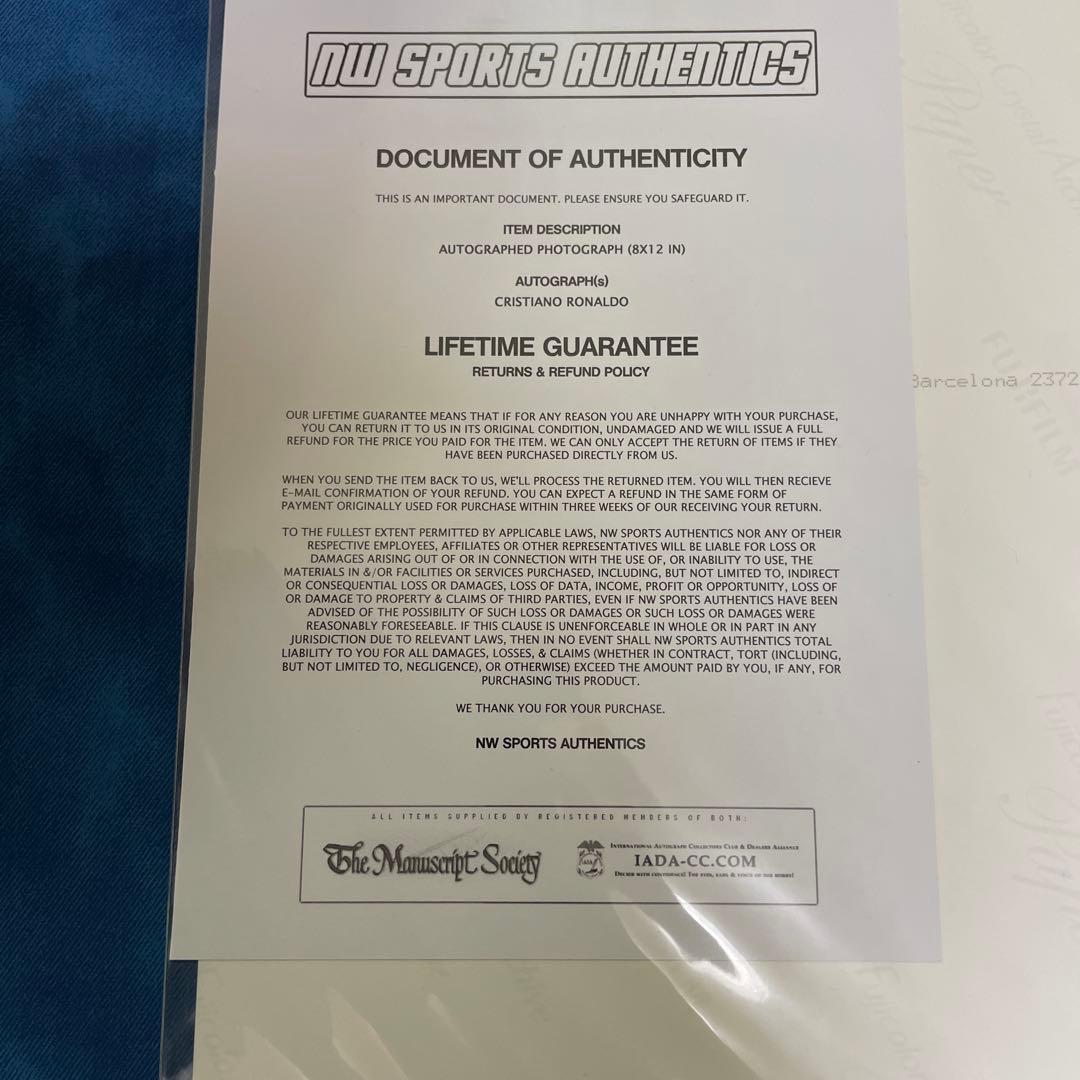 NW SPORTS AUTHENTICS
DOCUMENT OF AUTHENTICITY
THIS IS AN IMPORTANT DOCUMENT. PLEASE ENSURE YOU SAFEGUARD IT.
ITEM DESCRIPTION
AUTOGRAPHED PHOTOGRAPH (8X12 IN)
AUTOGRAPH(s)
CRISTIANO RONALDO
LIFETIME GUARANTEE
RETURNS & REFUND POLICY
OUR LIFETIME GUARANTEE MEANS THAT IF FOR ANY REASON YOU ARE UNHAPPY WITH YOUR PURCHASE,
YOU CAN RETURN IT TO US IN ITS ORIGINAL CONDITION, UNDAMAGED AND WE WILL ISSUE A FULL
REFUND FOR THE PRICE YOU PAID FOR THE ITEM. WE CAN ONLY ACCEPT THE RETURN OF ITEMS IF THEY
HAVE BEEN PURCHASED DIRECTLY FROM US.
WHEN YOU SEND THE ITEM BACK TO US, WE'LL PROCESS THE RETURNED ITEM. YOU WILL THEN RECIEVE
E-MAIL CONFIRMATION OF YOUR REFUND. YOU CAN EXPECT A REFUND IN THE SAME FORM OF
PAYMENT ORIGINALLY USED FOR PURCHASE WITHIN THREE WEEKS OF OUR RECEIVING YOUR RETURN.
TO THE FULLEST EXTENT PERMITTED BY APPLICABLE LAWS, NW SPORTS AUTHENTICS NOR ANY OF THEIR
RESPECTIVE EMPLOYEES, AFFILIATES OR OTHER REPRESENTATIVES WILL BE LIABLE FOR LOSS OR
DAMAGES ARISING OUT OF OR IN CONNECTION WITH THE USE OF, OR INABILITY TO USE, THE
MATERIALS IN &/OR FACILITIES OR SERVICES PURCHASED, INCLUDING, BUT NOT LIMITED TO, INDIRECT
OR CONSEQUENTIAL LOSS OR DAMAGES, LOSS OF DATA, INCOME, PROFIT OR OPPORTUNITY, LOSS OF
OR DAMAGE TO PROPERTY & CLAIMS OF THIRD PARTIES, EVEN IF NW SPORTS AUTHENTICS HAVE BEEN
ADVISED OF THE POSSIBILITY OF SUCH LOSS OR DAMAGES OR SUCH LOSS OR DAMAGES WERE
REASONABLY FORESEEABLE. IF THIS CLAUSE IS UNENFORCEABLE IN WHOLE OR IN PART IN ANY
JURISDICTION DUE TO RELEVANT LAWS, THEN IN NO EVENT SHALL NW SPORTS AUTHENTICS TOTAL
LIABILITY TO YOU FOR ALL DAMAGES, LOSSES, & CLAIMS (WHETHER IN CONTRACT, TORT (INCLUDING,
BUT NOT LIMITED TO, NEGLIGENCE), OR OTHERWISE) EXCEED THE AMOUNT PAID BY YOU, IF ANY, FOR
PURCHASING THIS PRODUCT.
WE THANK YOU FOR YOUR PURCHASE.
NW SPORTS AUTHENTICS
ALL ITEMS SUPPLIED BY REGISTERED MEMBERS OF BOTH:
The Manuscript Society
INTERNATIONAL AUTOGRAPH COLLECTORS CLUB & DEALERS ALLIANCE
IADA-CC.COM
Barcelona 2372
FUJIFILM
Paper
Fujicolor Crystal